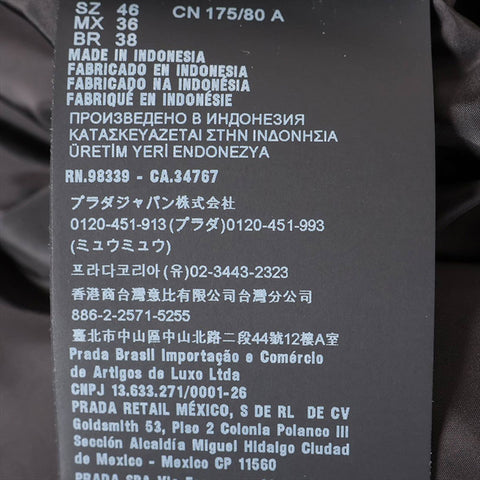 SZ 46 CN 175/80 A
MX 36
BR 38
MADE IN INDONESIA
FABRICADO EN INDONESIA
FABRICADO NA INDONÉSIA
FABRIQUÉ EN INDONÉSIE
ПРОИЗВЕДЕНО В ИНДОНЕЗИЯ
ΚΑΤΑΣΚΕΥΑΖΕΤΑΙ ΣΤΗΝ ΙΝΔΟΝΗΣΙΑ
ÜRETİM YERİ ENDONEZYA
RN.98339 - CA.34767
プラダジャパン株式会社
0120-451-913(プラダ)0120-451-993
(ミュウミュウ)
프라다코리아(유)02-3443-2323
香港商台灣意比有限公司台灣分公司
886-2-2571-5255
臺北市中山區中山北路二段44號12樓A室
Prada Brasil Importação e Comércio
de Artigos de Luxo Ltda
CNPJ 13.633.271/0001-26
PRADA RETAIL MÉXICO, S DE RL DE CV
Goldsmith 53, Piso 2 Colonia Polanco III
Sección Alcaldía Miguel Hidalgo Ciudad
de Mexico - Mexico CP 11560
PRADA SPA